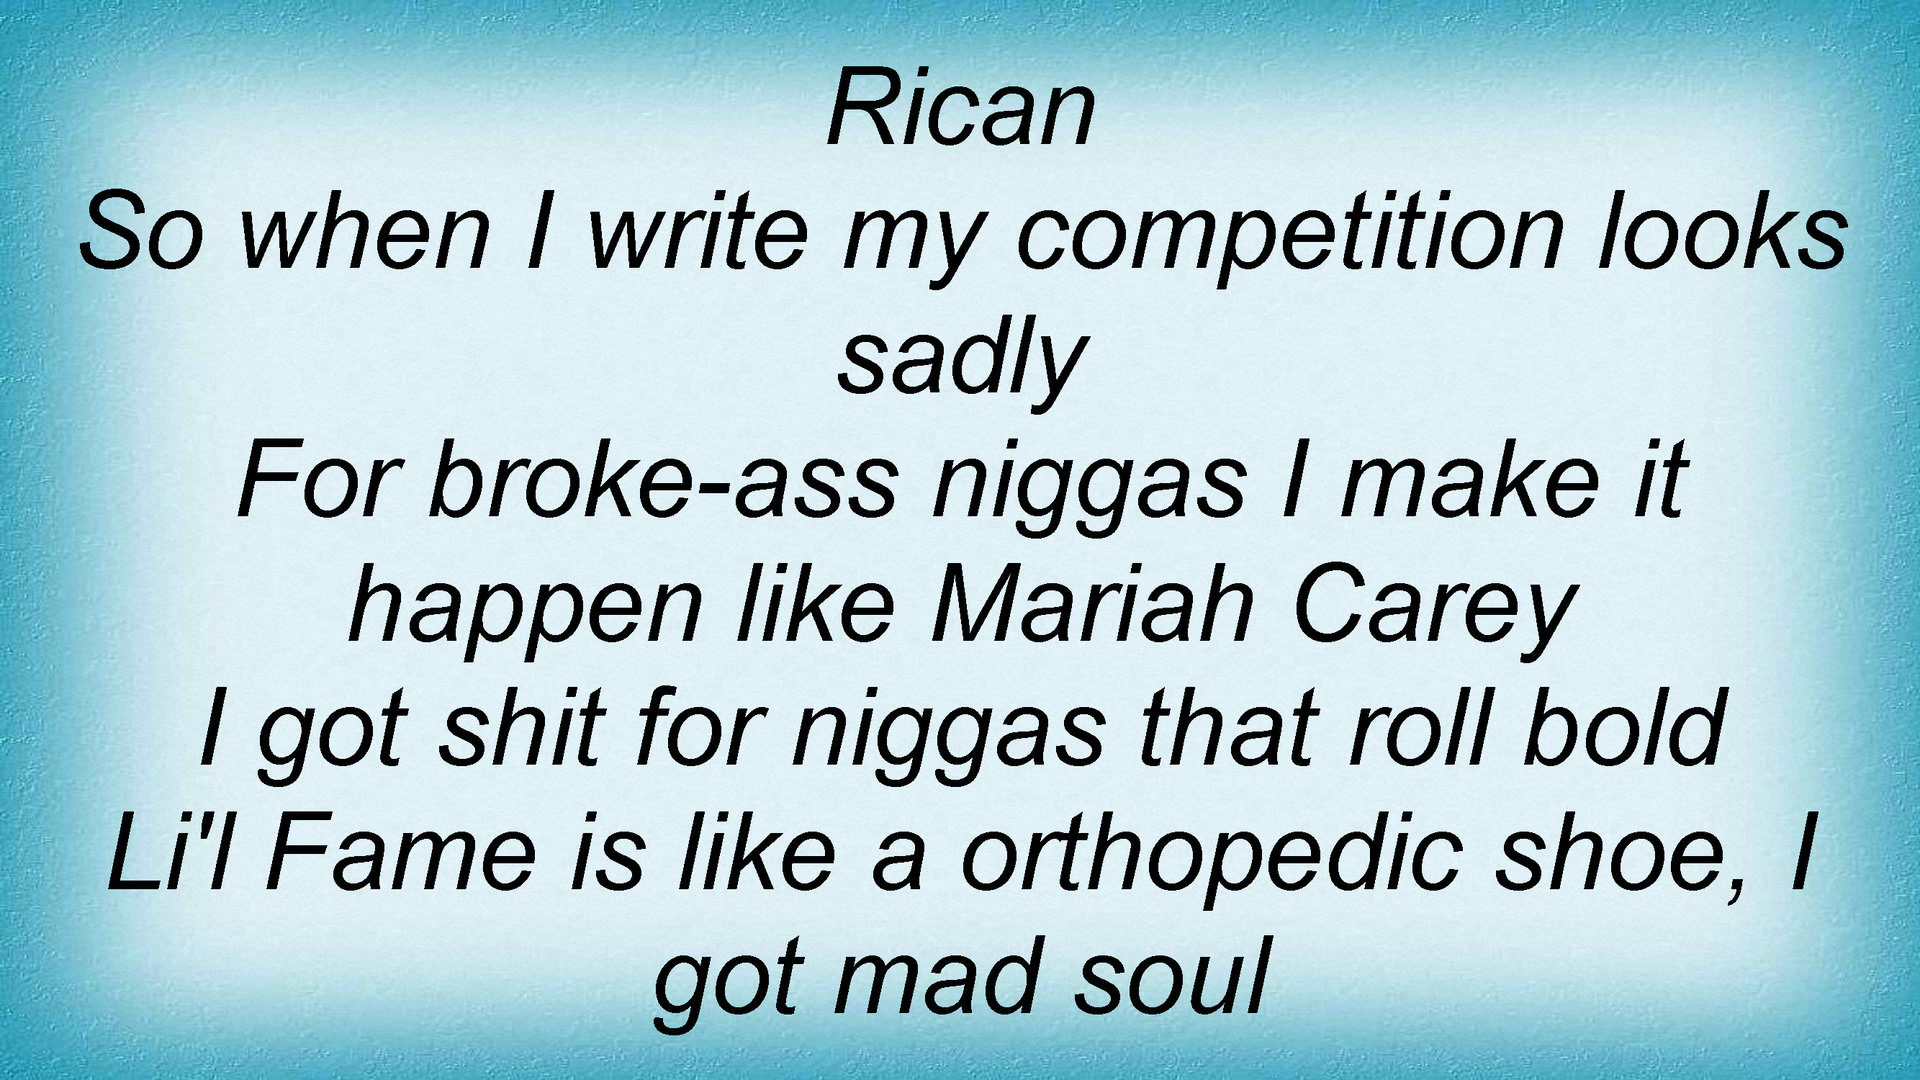 Rican
So when I write my competition looks
sadly
For broke-ass niggas I make it
happen like Mariah Carey
I got shit for niggas that roll bold
Li'l Fame is like a orthopedic shoe, I
got mad soul